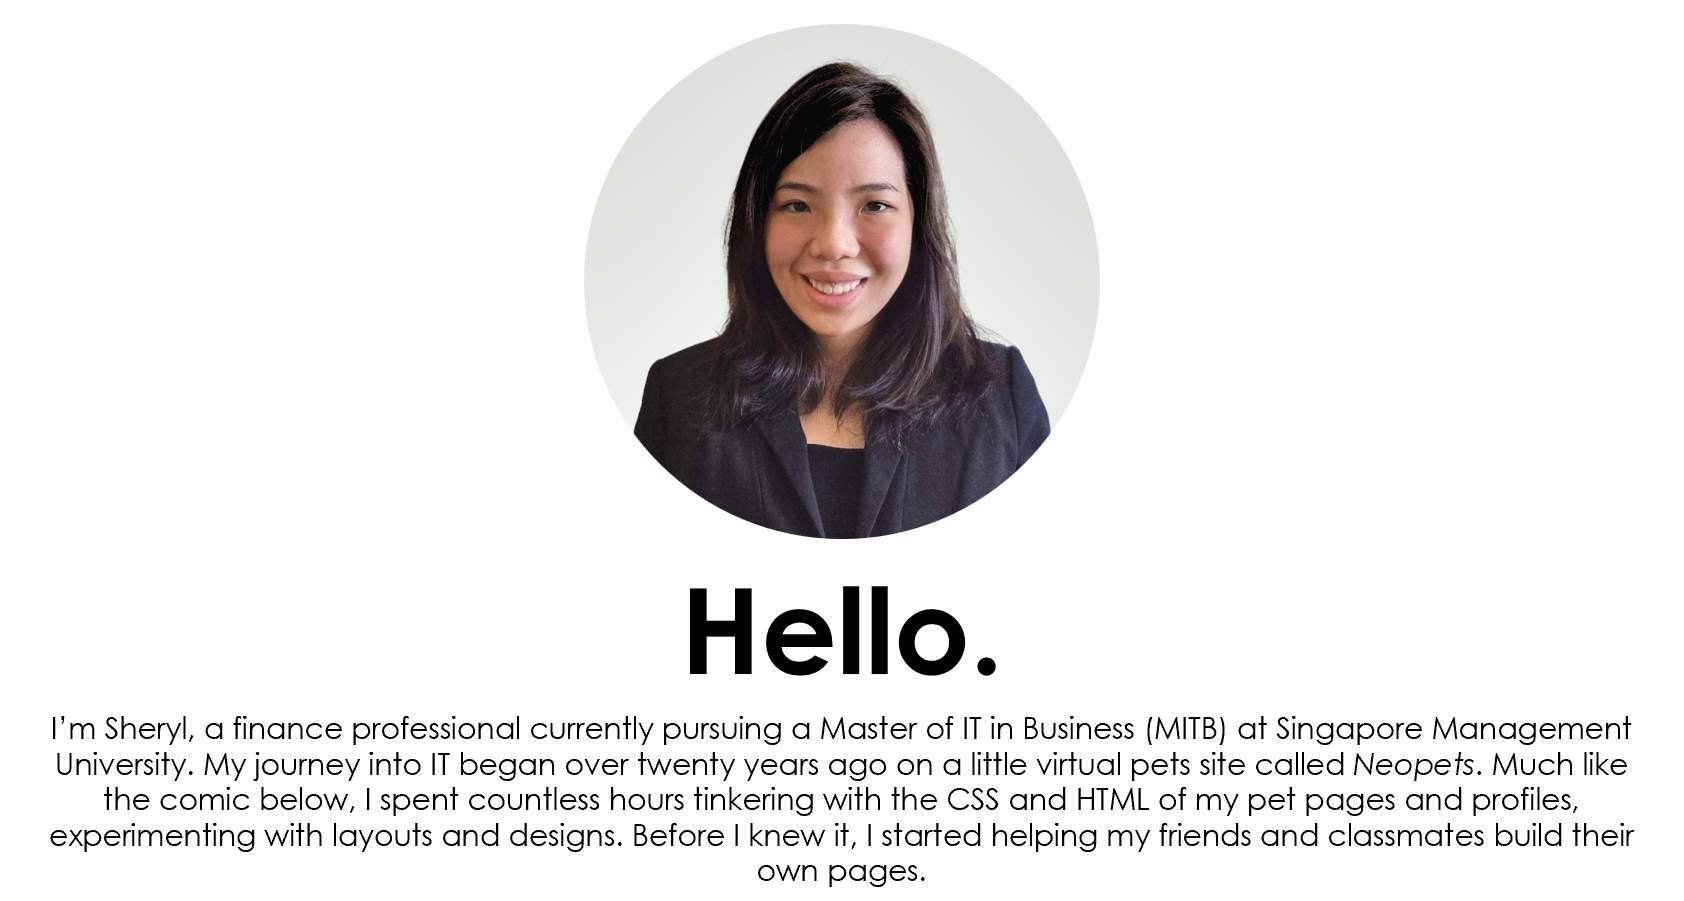 Hello.
I’m Sheryl, a finance professional currently pursuing a Master of IT in Business (MITB) at Singapore Management
University. My journey into IT began over twenty years ago on a little virtual pets site called Neopets. Much like
the comic below, I spent countless hours tinkering with the CSS and HTML of my pet pages and profiles,
experimenting with layouts and designs. Before I knew it, I started helping my friends and classmates build their
own pages.